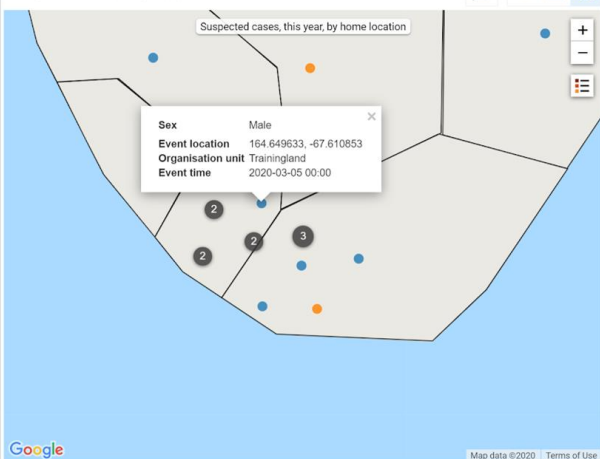 Suspected cases, this year, by home location
+
−
×
Sex Male
Event location 164.649633, -67.610853
Organisation unit Trainingland
Event time 2020-03-05 00:00
2
2
3
2
Google
Map data ©2020 Terms of Use